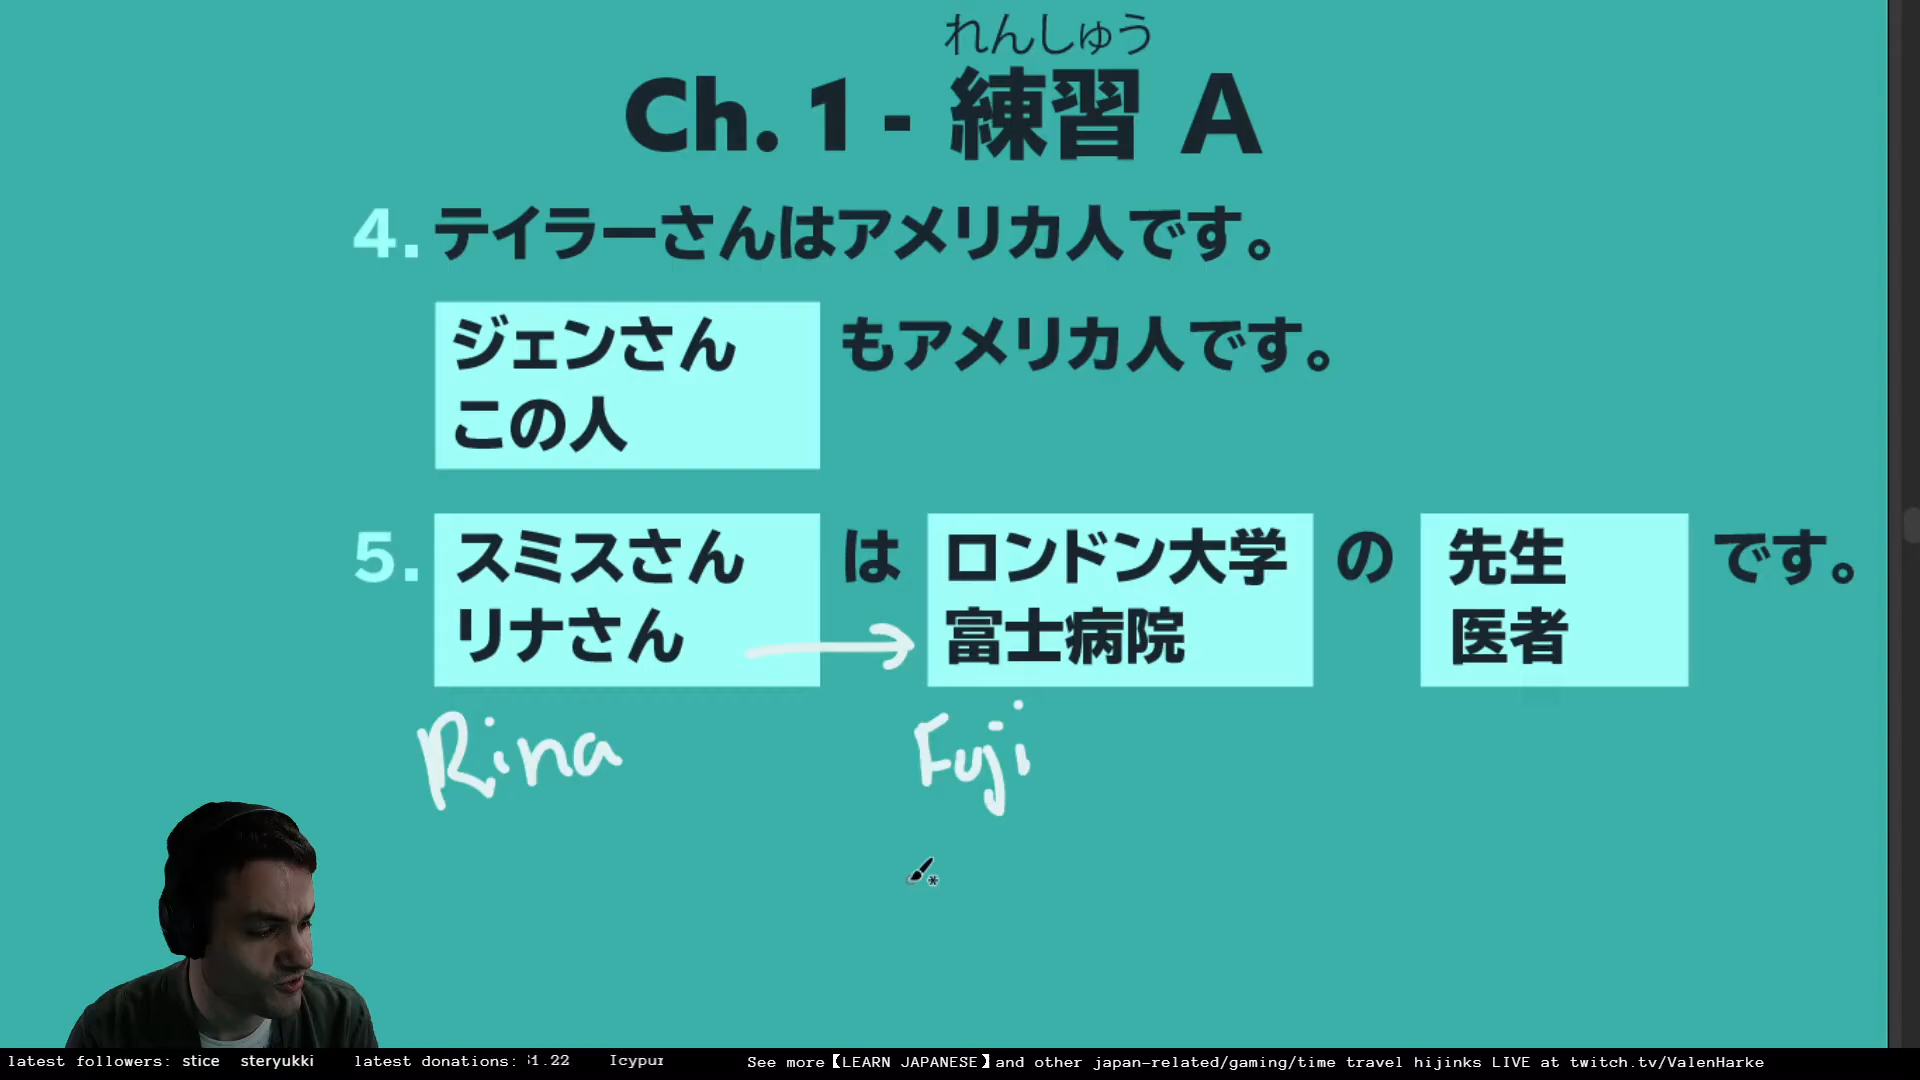 れんしゅう
Ch. 1 - 練習 A
4. テイラーさんはアメリカ人です。
ジェンさん もアメリカ人です。
この人
5. スミスさん は ロンドン大学 の 先生 です。
リナさん 富士病院 医者
Rina Fuji
latest followers: stice steryukki latest donations: $1.22 Icypur See more【LEARN JAPANESE】and other japan-related/gaming/time travel hijinks LIVE at twitch.tv/ValenHarke